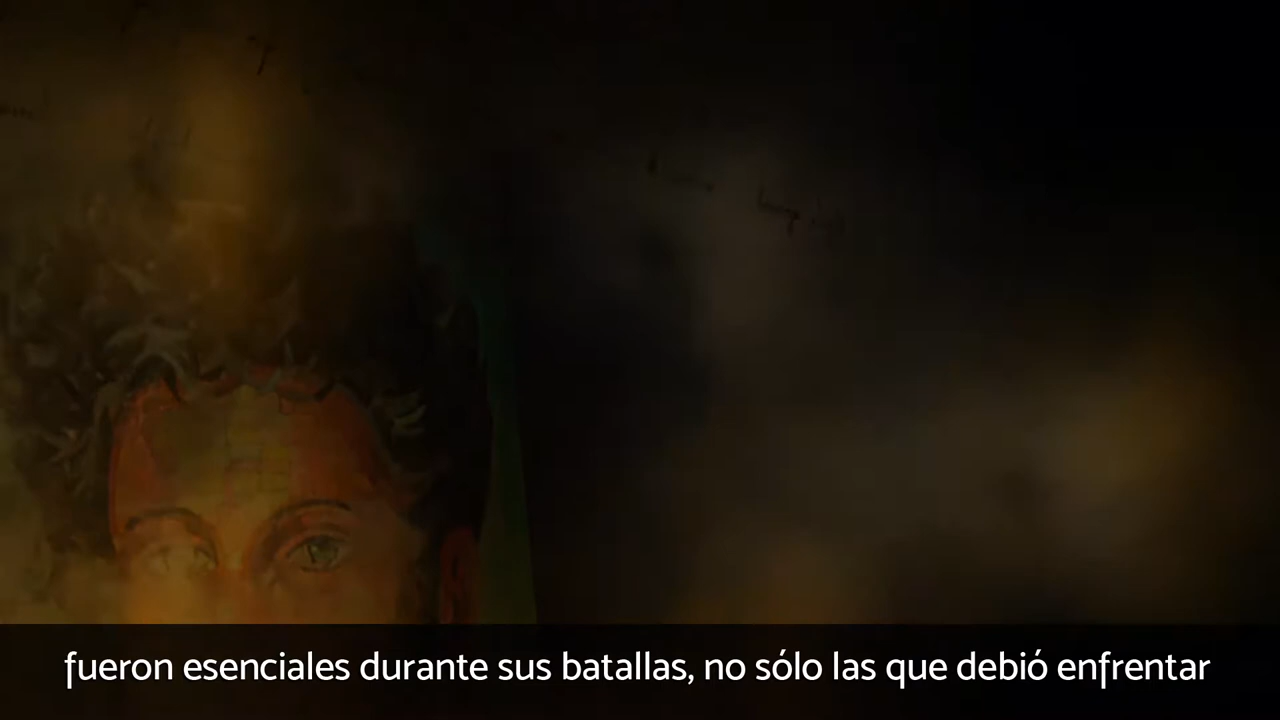 fueron esenciales durante sus batallas, no sólo las que debió enfrentar